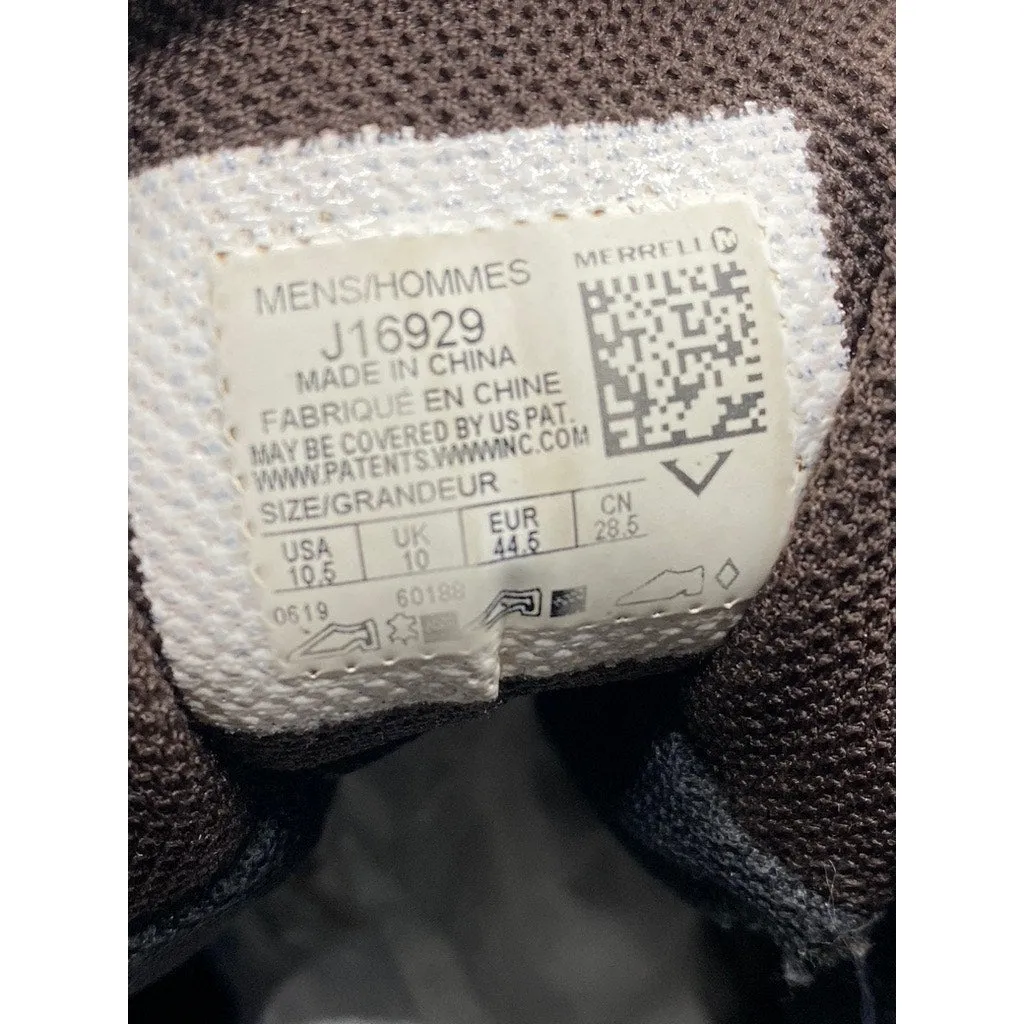 MENS/HOMMES
MERRELL
J16929
MADE IN CHINA
FABRIQUÉ EN CHINE
MAY BE COVERED BY US PAT.
WWW.PATENTS.WWWINC.COM
SIZE/GRANDEUR
USA UK EUR CN
10.5 10 44.5 28.5
0619 60188